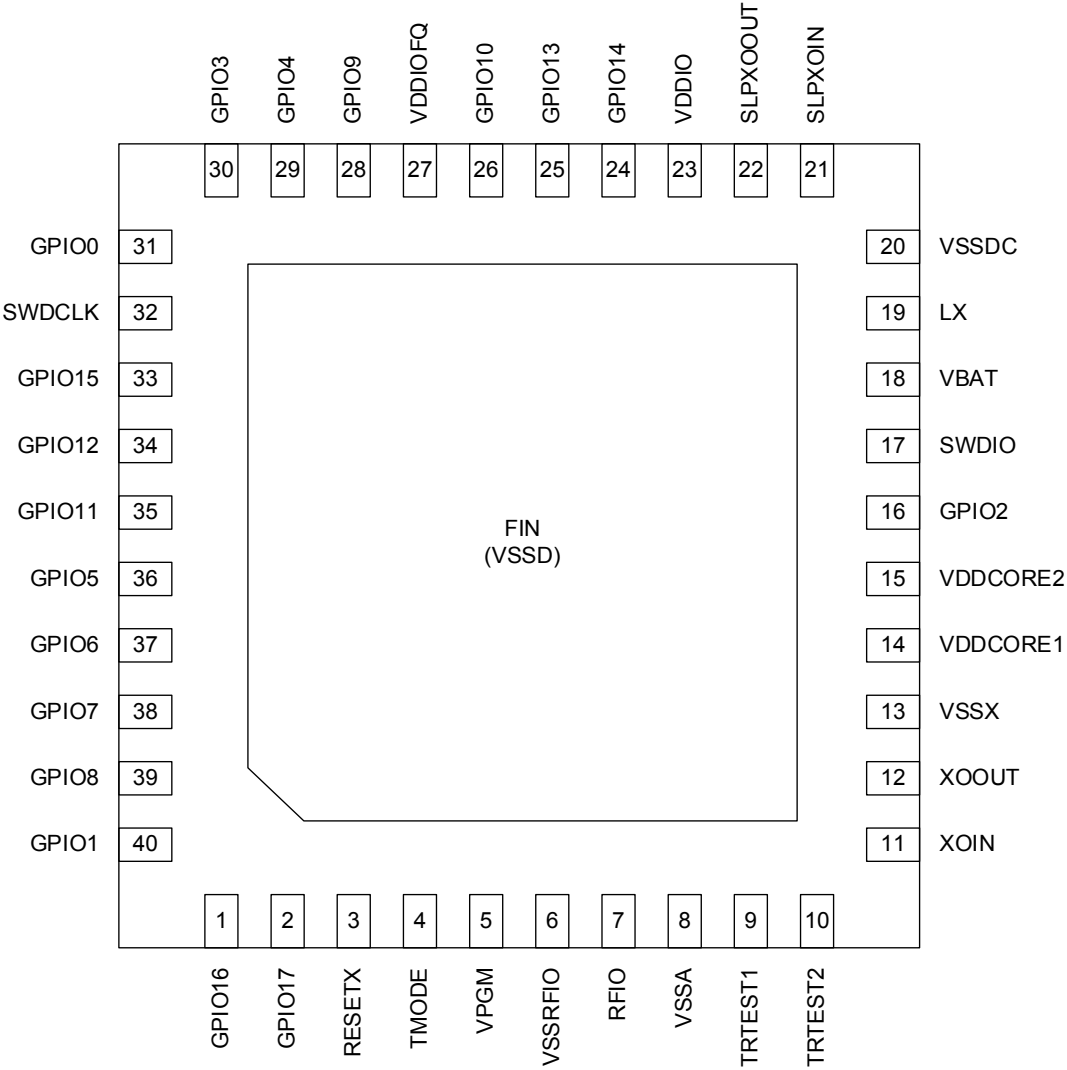 GPIO3
GPIO4
GPIO9
VDDIOFQ
GPIO10
GPIO13
GPIO14
VDDIO
SLPXOOUT
SLPXOIN
30
29
28
27
26
25
24
23
22
21
GPIO0 31
SWDCLK 32
GPIO15 33
GPIO12 34
GPIO11 35
GPIO5 36
GPIO6 37
GPIO7 38
GPIO8 39
GPIO1 40
FIN
(VSSD)
20 VSSDC
19 LX
18 VBAT
17 SWDIO
16 GPIO2
15 VDDCORE2
14 VDDCORE1
13 VSSX
12 XOOUT
11 XOIN
1
2
3
4
5
6
7
8
9
10
GPIO16
GPIO17
RESETX
TMODE
VPGM
VSSRFIO
RFIO
VSSA
TRTEST1
TRTEST2